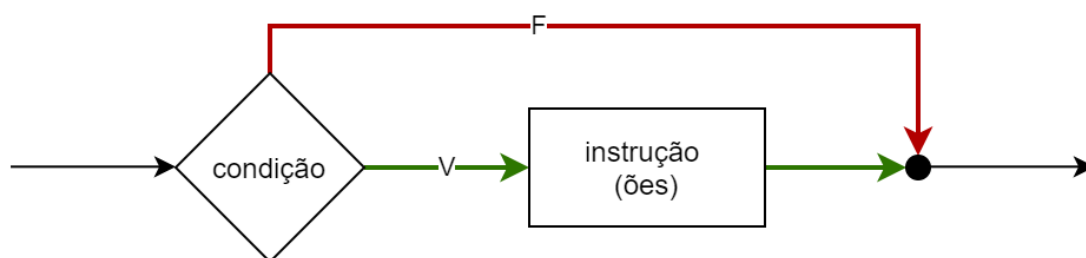 F
condição
V
instrução
(ões)